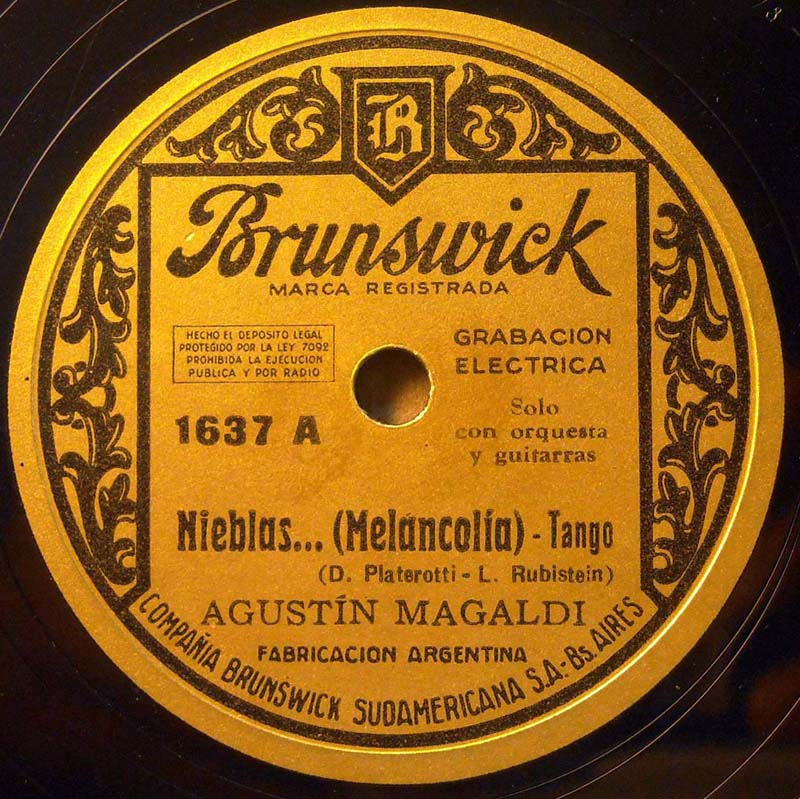 B
Brunswick
MARCA REGISTRADA
HECHO EL DEPOSITO LEGAL
PROTEGIDO POR LA LEY 7092
PROHIBIDA LA EJECUCION
PUBLICA Y POR RADIO
GRABACION
ELECTRICA
1637 A
Solo
con orquesta
y guitarras
Nieblas... (Meláncolía) - Tango
(D. Platerotti - L. Rubistein)
AGUSTÍN MAGALDI
FABRICACION ARGENTINA
COMPAÑIA BRUNSWICK SUDAMERICANA S.A.- Bs. AIRES